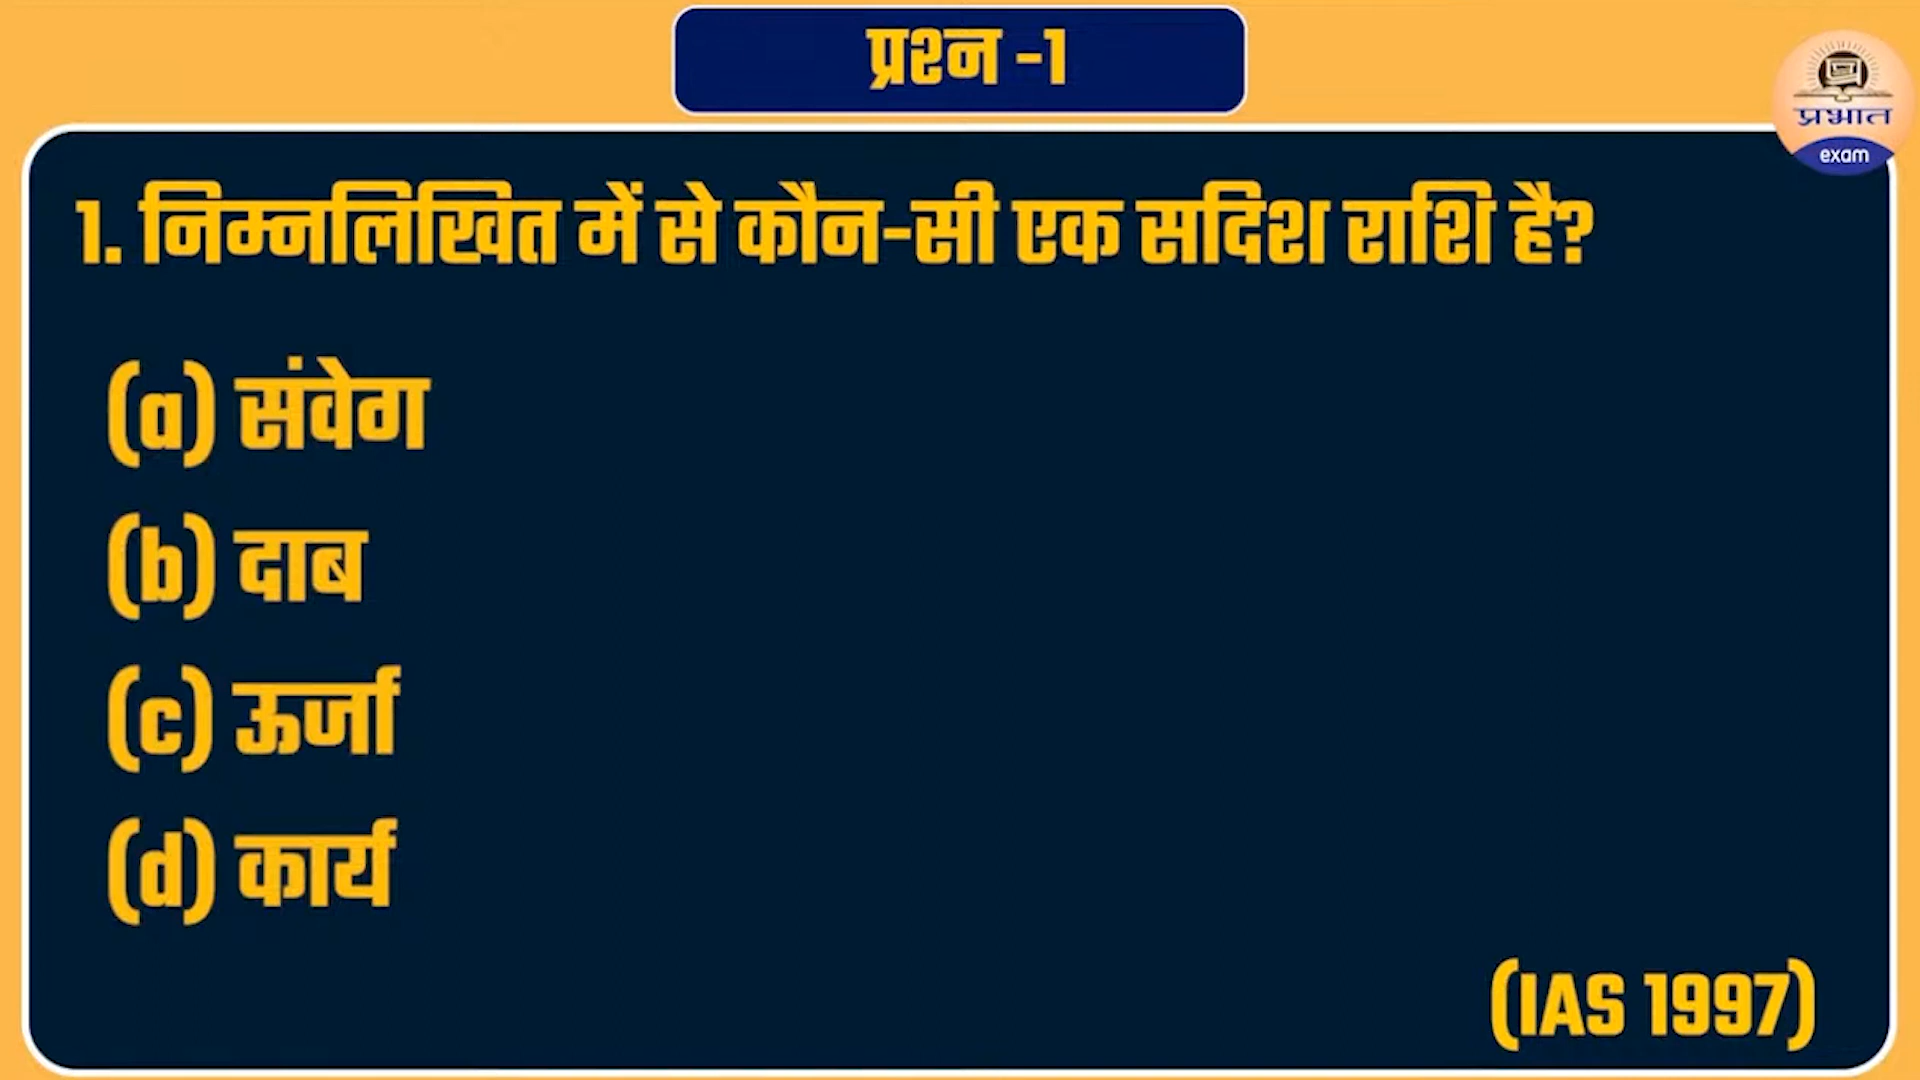 प्रश्न -1
प्रभात
exam
1. निम्नलिखित में से कौन-सी एक सदिश राशि है?
(a) संवेग
(b) दाब
(c) ऊर्जा
(d) कार्य
(IAS 1997)